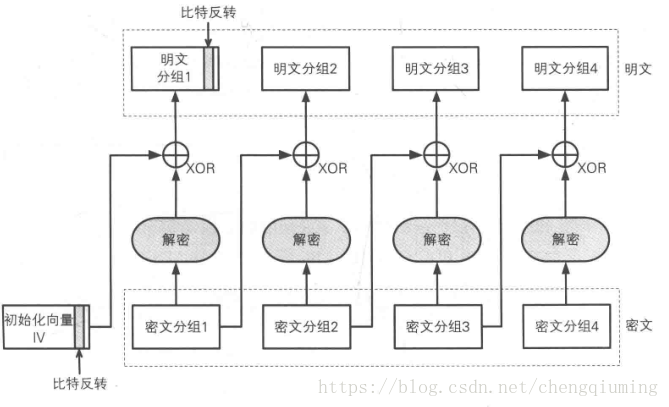 比特反转
明文
分组1
明文分组2
明文分组3
明文分组4
明文
XOR
XOR
XOR
XOR
解密
解密
解密
解密
初始化向量
IV
密文分组1
密文分组2
密文分组3
密文分组4
密文
比特反转
https://blog.csdn.net/chengqiuming